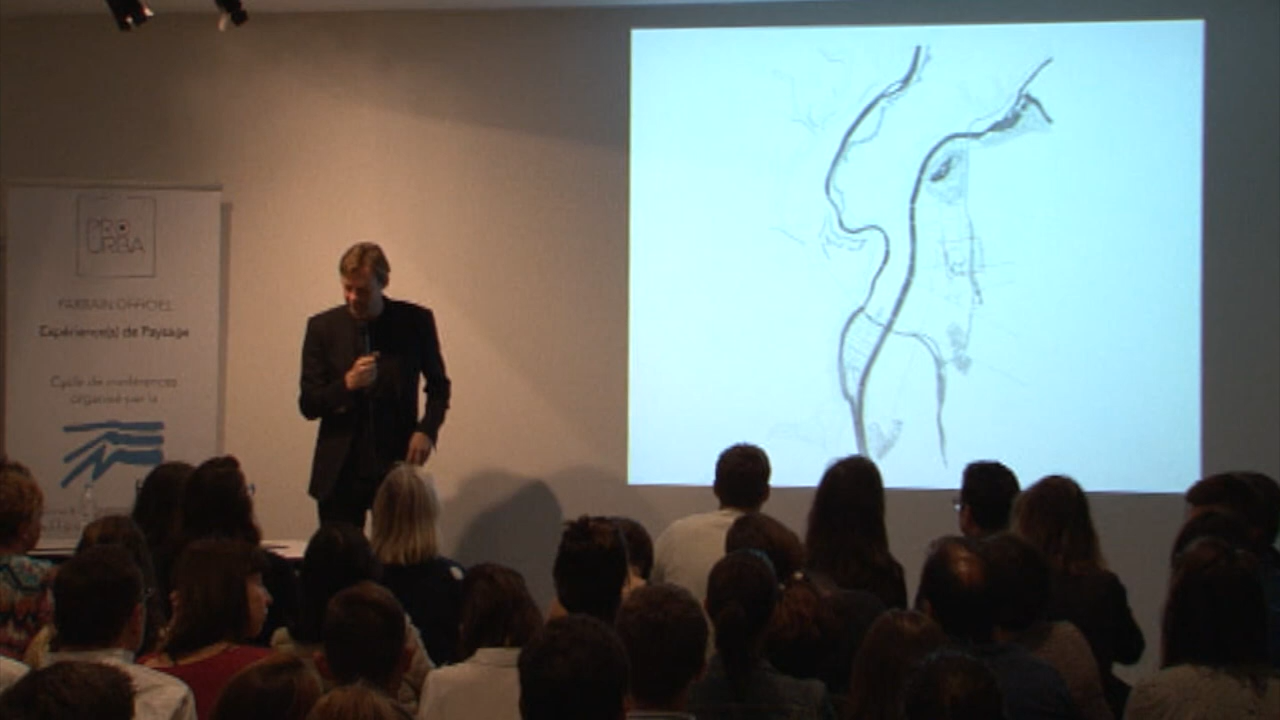 PRO
URBA
PARRAIN OFFICIEL
Expérience(s) de Paysage
Cycle de conférences
organisé par la